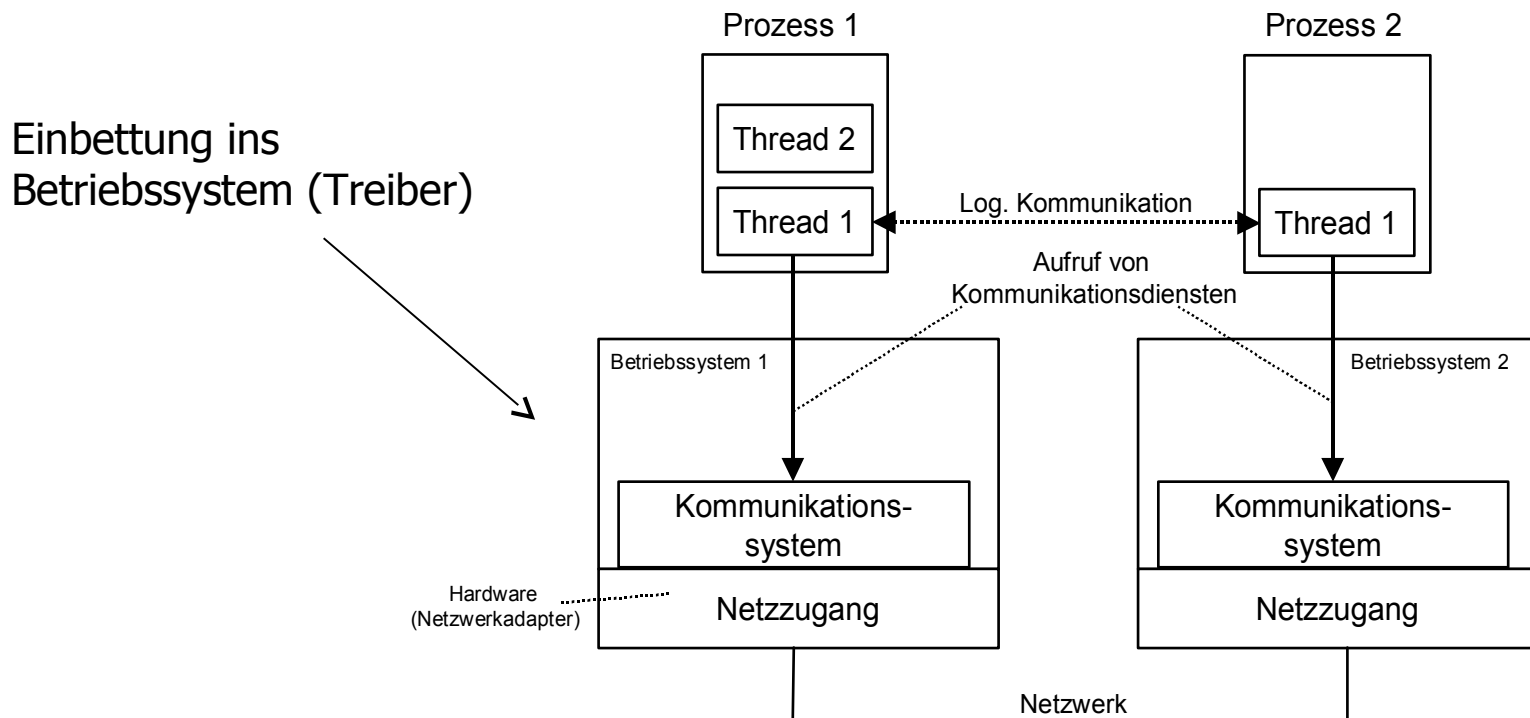 Prozess 1
Prozess 2
Einbettung ins
Betriebssystem (Treiber)
Thread 2
Thread 1
Log. Kommunikation
Thread 1
Aufruf von
Kommunikationsdiensten
Betriebssystem 1
Betriebssystem 2
Kommunikations-
system
Kommunikations-
system
Hardware
(Netzwerkadapter)
Netzzugang
Netzzugang
Netzwerk